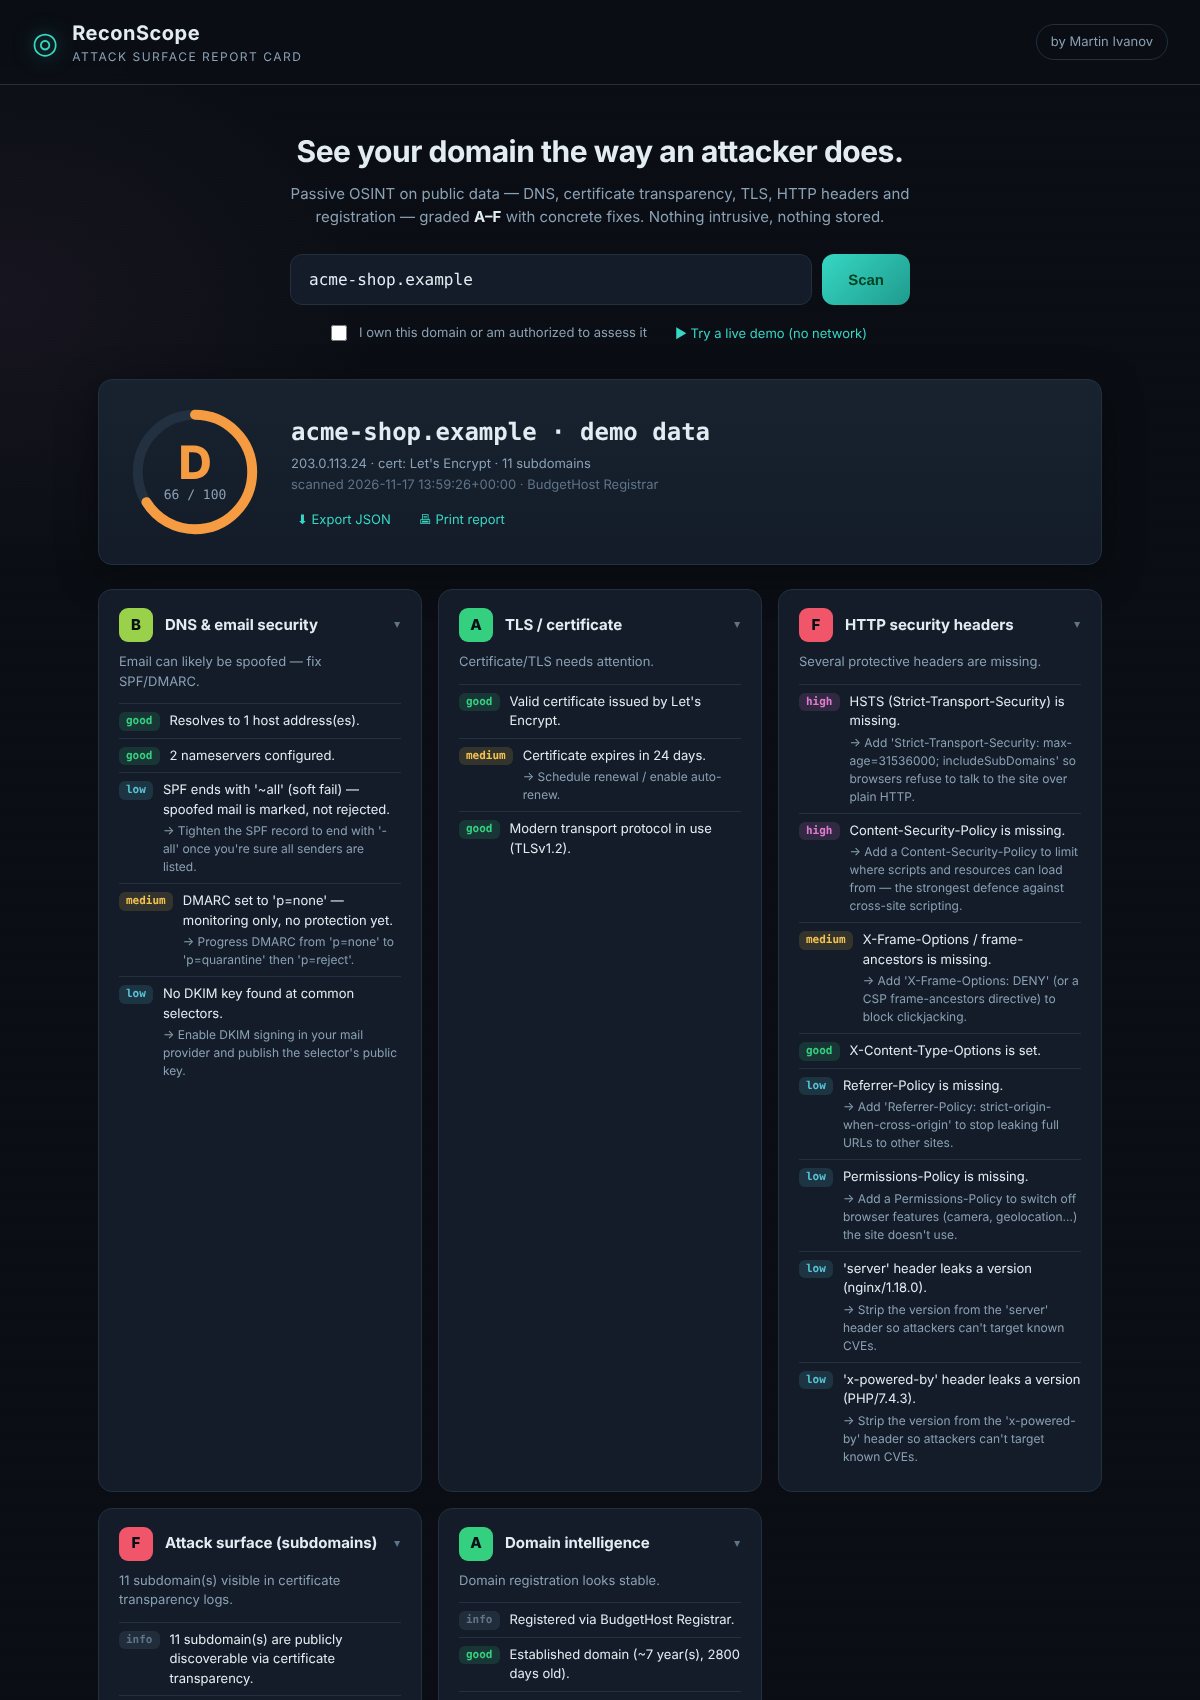 ReconScope
ATTACK SURFACE REPORT CARD
by Martin Ivanov
See your domain the way an attacker does.
Passive OSINT on public data — DNS, certificate transparency, TLS, HTTP headers and
registration — graded A–F with concrete fixes. Nothing intrusive, nothing stored.
acme-shop.example
Scan
I own this domain or am authorized to assess it
▶ Try a live demo (no network)
D
66 / 100
acme-shop.example · demo data
203.0.113.24 · cert: Let's Encrypt · 11 subdomains
scanned 2026-11-17 13:59:26+00:00 · BudgetHost Registrar
⬇ Export JSON
🖶 Print report
B
DNS & email security
Email can likely be spoofed — fix
SPF/DMARC.
good
Resolves to 1 host address(es).
good
2 nameservers configured.
low
SPF ends with '~all' (soft fail) —
spoofed mail is marked, not rejected.
→ Tighten the SPF record to end with '-
all' once you're sure all senders are
listed.
medium
DMARC set to 'p=none' —
monitoring only, no protection yet.
→ Progress DMARC from 'p=none' to
'p=quarantine' then 'p=reject'.
low
No DKIM key found at common
selectors.
→ Enable DKIM signing in your mail
provider and publish the selector's public
key.
A
TLS / certificate
Certificate/TLS needs attention.
good
Valid certificate issued by Let's
Encrypt.
medium
Certificate expires in 24 days.
→ Schedule renewal / enable auto-
renew.
good
Modern transport protocol in use
(TLSv1.2).
F
HTTP security headers
Several protective headers are missing.
high
HSTS (Strict-Transport-Security) is
missing.
→ Add 'Strict-Transport-Security: max-
age=31536000; includeSubDomains' so
browsers refuse to talk to the site over
plain HTTP.
high
Content-Security-Policy is missing.
→ Add a Content-Security-Policy to limit
where scripts and resources can load
from — the strongest defence against
cross-site scripting.
medium
X-Frame-Options / frame-
ancestors is missing.
→ Add 'X-Frame-Options: DENY' (or a
CSP frame-ancestors directive) to
block clickjacking.
good
X-Content-Type-Options is set.
low
Referrer-Policy is missing.
→ Add 'Referrer-Policy: strict-origin-
when-cross-origin' to stop leaking full
URLs to other sites.
low
Permissions-Policy is missing.
→ Add a Permissions-Policy to switch off
browser features (camera, geolocation…)
the site doesn't use.
low
'server' header leaks a version
(nginx/1.18.0).
→ Strip the version from the 'server'
header so attackers can't target known
CVEs.
low
'x-powered-by' header leaks a version
(PHP/7.4.3).
→ Strip the version from the 'x-powered-
by' header so attackers can't target
known CVEs.
F
Attack surface (subdomains)
11 subdomain(s) visible in certificate
transparency logs.
info
11 subdomain(s) are publicly
discoverable via certificate
transparency.
A
Domain intelligence
Domain registration looks stable.
info
Registered via BudgetHost Registrar.
good
Established domain (~7 year(s), 2800
days old).